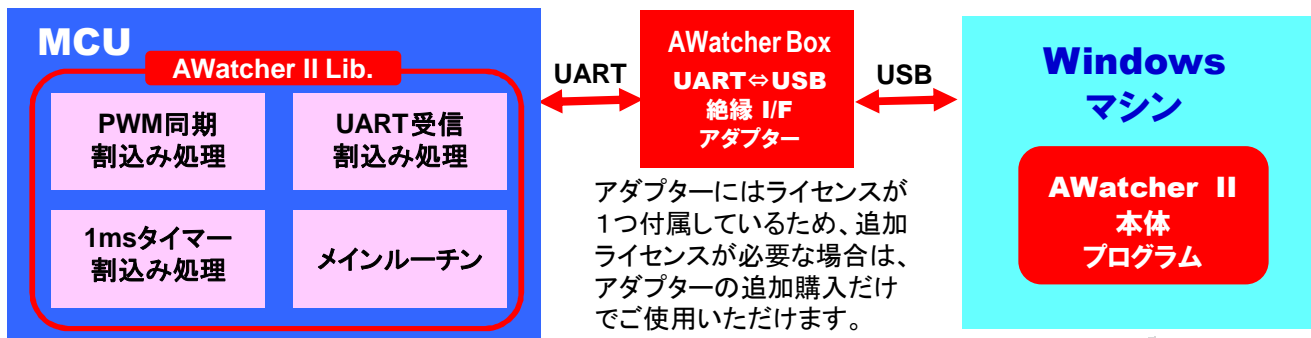 MCU
AWatcher II Lib.
PWM同期
割込み処理
UART受信
割込み処理
1msタイマー
割込み処理
メインルーチン
UART
AWatcher Box
UART⇔USB
絶縁 I/F
アダプター
USB
アダプターにはライセンスが
１つ付属しているため、追加
ライセンスが必要な場合は、
アダプターの追加購入だけ
でご使用いただけます。
Windows
マシン
AWatcher II
本体
プログラム